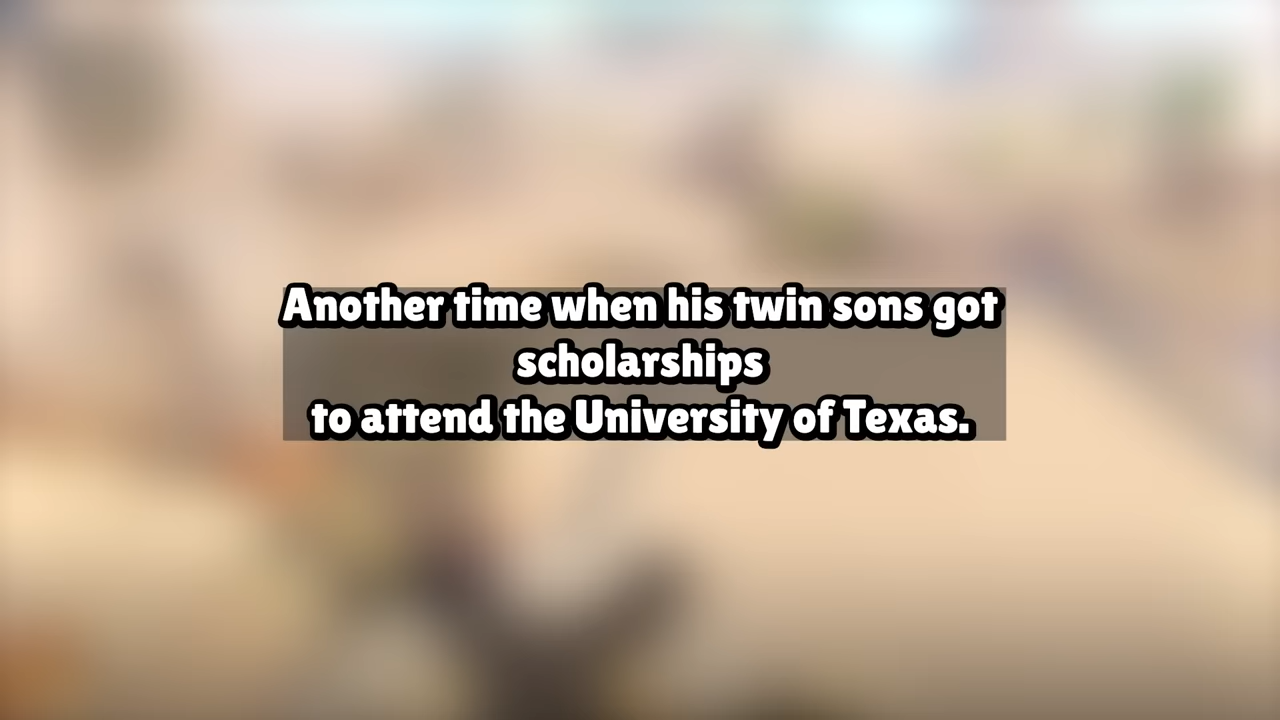 Another time when his twin sons got
scholarships
to attend the University of Texas.